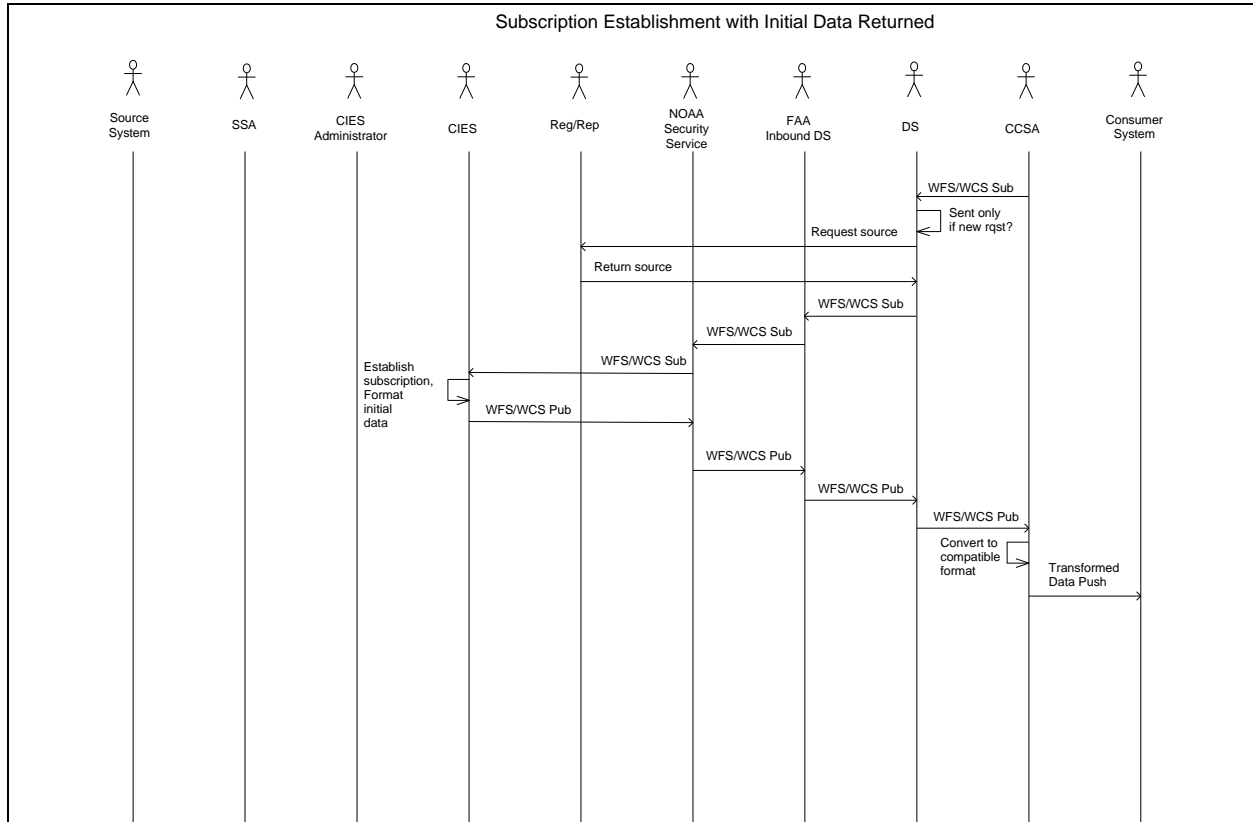 Subscription Establishment with Initial Data Returned
Source
System
SSA
CIES
Administrator
CIES
Reg/Rep
NOAA
Security
Service
FAA
Inbound DS
DS
CCSA
Consumer
System
WFS/WCS Sub
Sent only
if new rqst?
Request source
Return source
WFS/WCS Sub
WFS/WCS Sub
WFS/WCS Sub
Establish
subscription,
Format
initial
data
WFS/WCS Pub
WFS/WCS Pub
WFS/WCS Pub
WFS/WCS Pub
Convert to
compatible
format
Transformed
Data Push